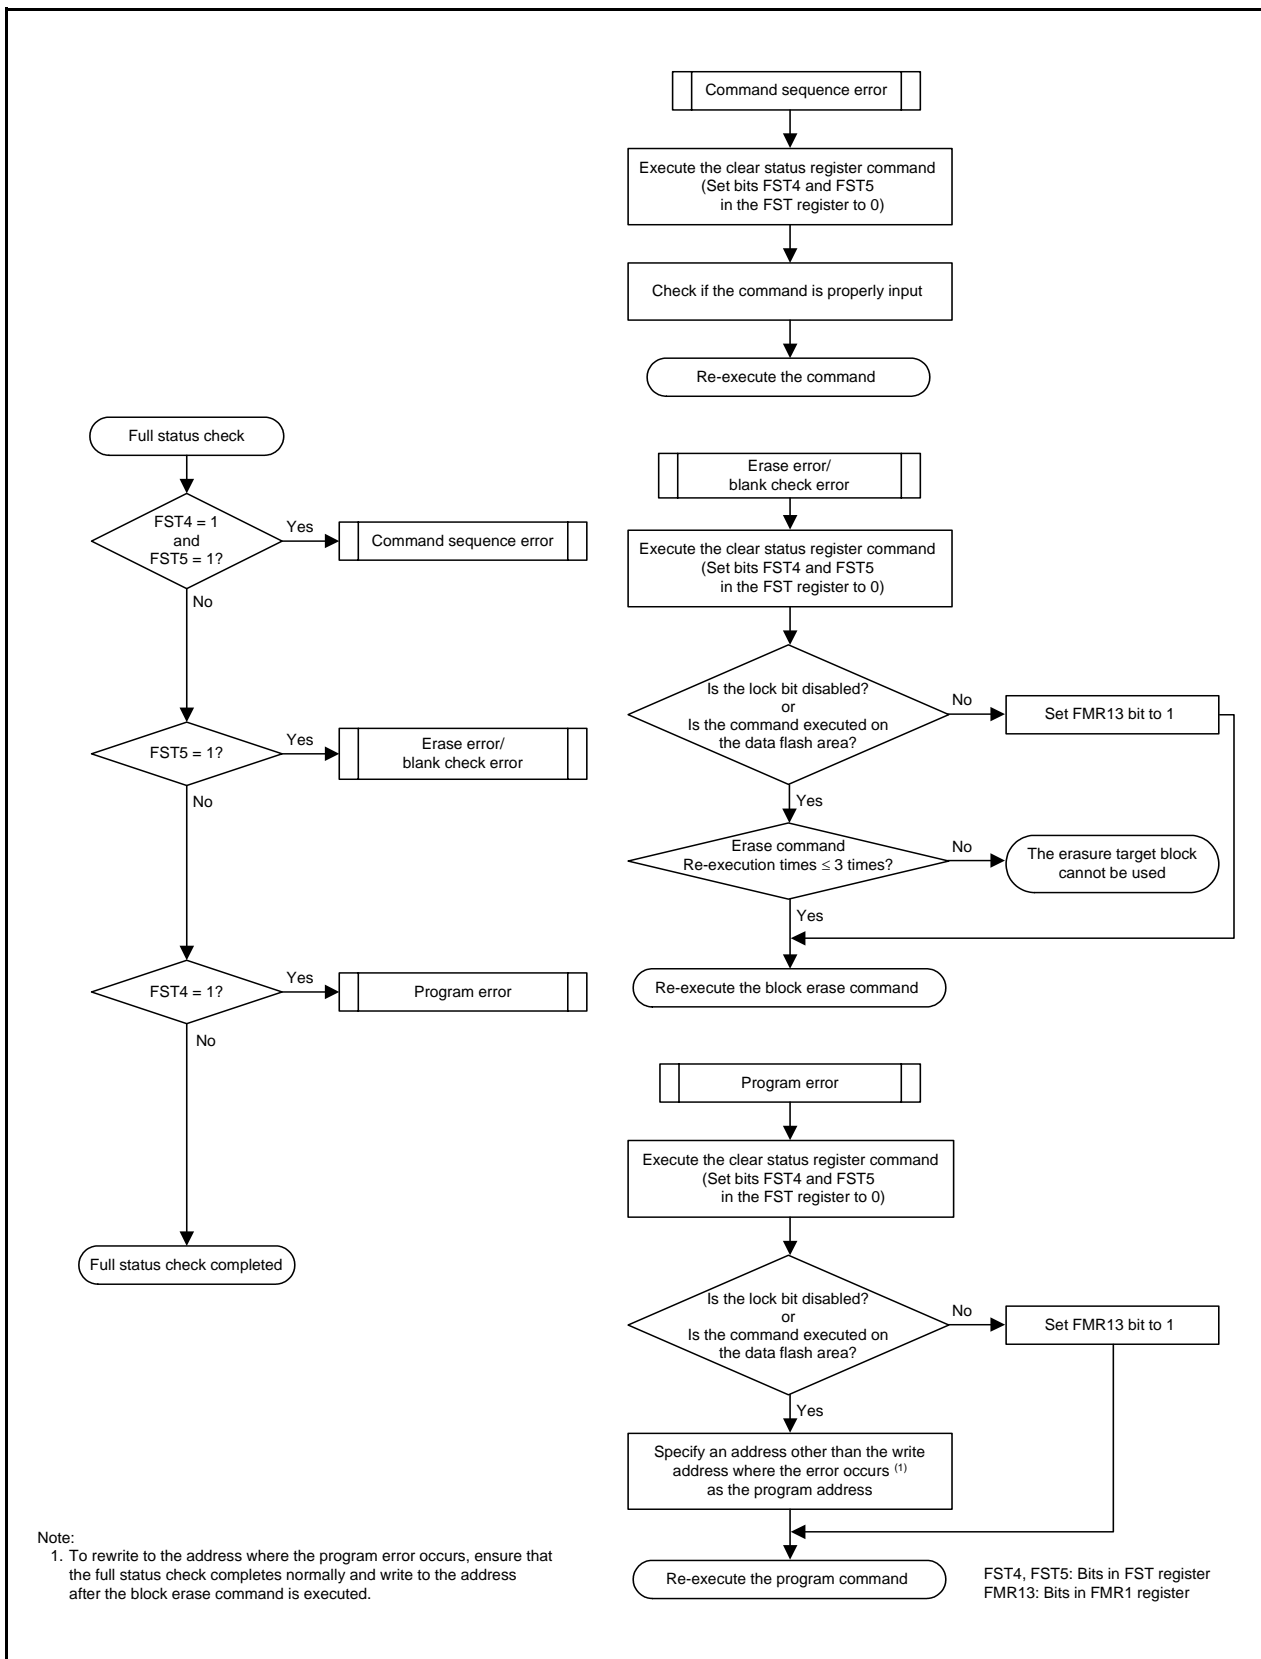 Command sequence error
Execute the clear status register command
(Set bits FST4 and FST5
in the FST register to 0)
Check if the command is properly input
Re-execute the command
Full status check
FST4 = 1
and
FST5 = 1?
Yes
Command sequence error
No
FST5 = 1?
Yes
Erase error/
blank check error
No
FST4 = 1?
Yes
Program error
No
Full status check completed
Erase error/
blank check error
Execute the clear status register command
(Set bits FST4 and FST5
in the FST register to 0)
Is the lock bit disabled?
or
Is the command executed on
the data flash area?
No
Set FMR13 bit to 1
Yes
Erase command
Re-execution times ≤ 3 times?
No
The erasure target block
cannot be used
Yes
Re-execute the block erase command
Program error
Execute the clear status register command
(Set bits FST4 and FST5
in the FST register to 0)
Is the lock bit disabled?
or
Is the command executed on
the data flash area?
No
Set FMR13 bit to 1
Yes
Specify an address other than the write
address where the error occurs (1)
as the program address
Re-execute the program command
Note:
1. To rewrite to the address where the program error occurs, ensure that
the full status check completes normally and write to the address
after the block erase command is executed.
FST4, FST5: Bits in FST register
FMR13: Bits in FMR1 register